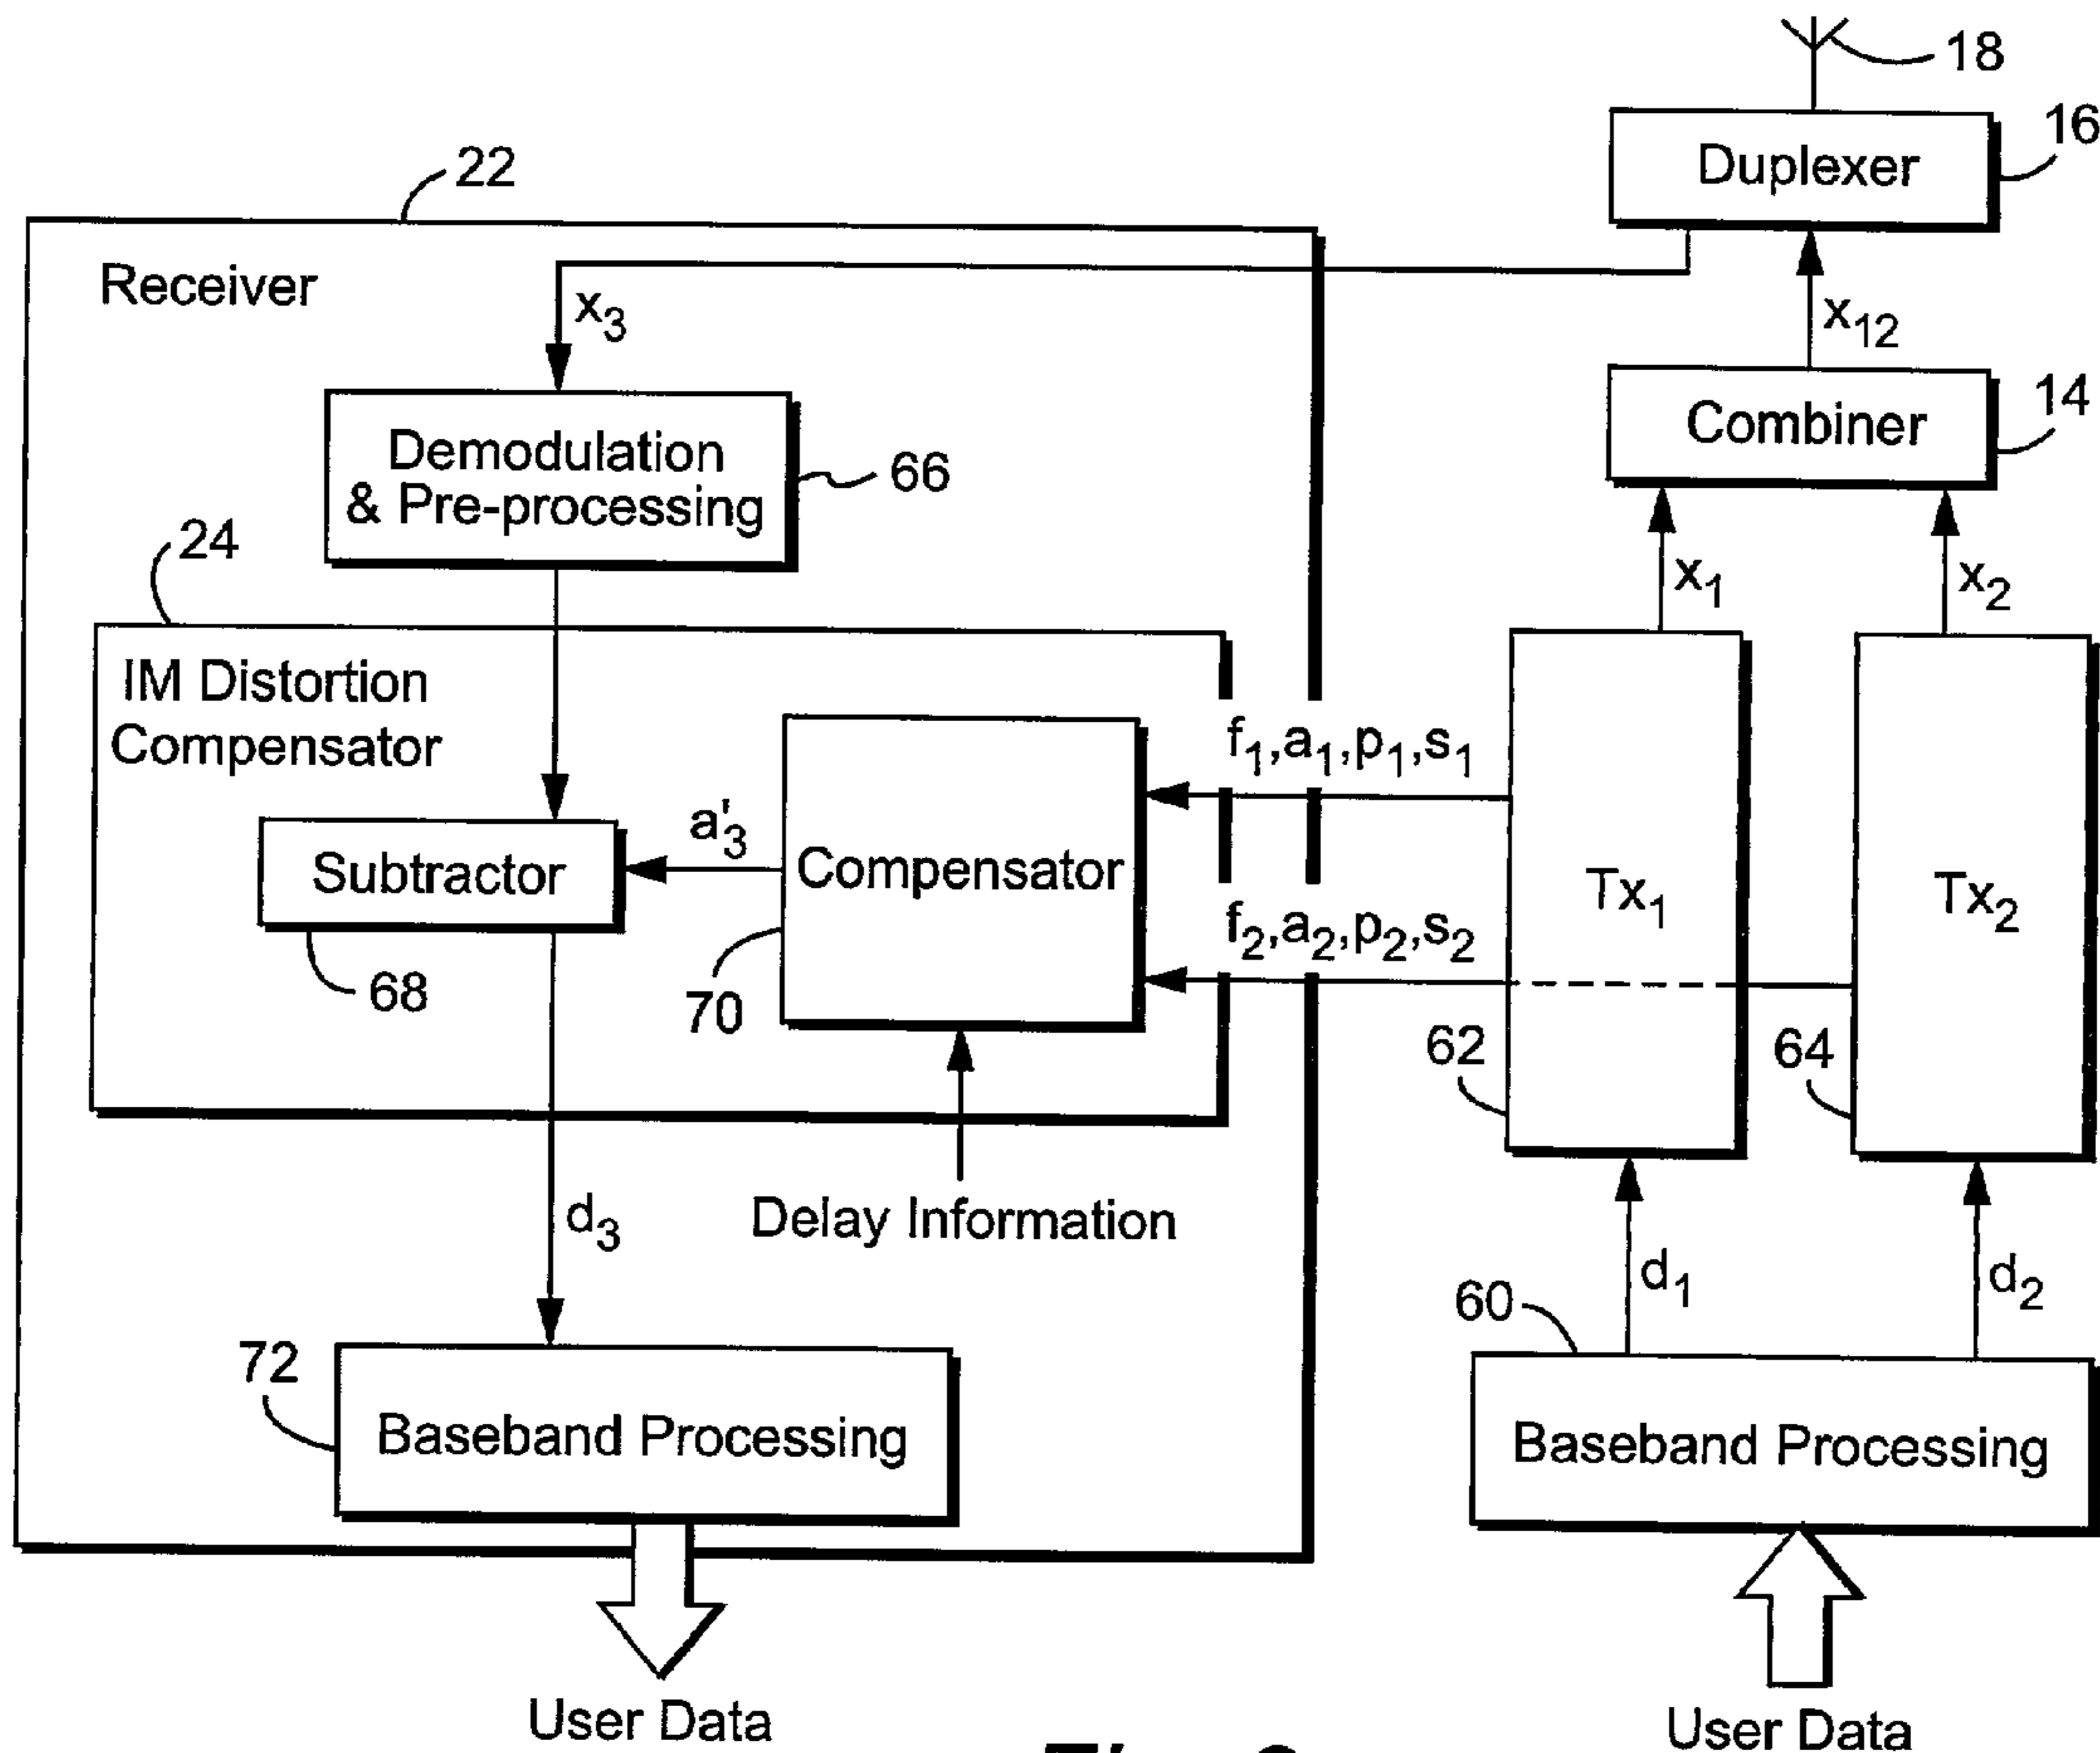 18
Duplexer
16
22
Receiver
x3
x12
Combiner
14
Demodulation
& Pre-processing
66
24
x1
x2
IM Distortion
Compensator
f1,a1,p1,s1
a'3
Subtractor
Compensator
Tx1
Tx2
f2,a2,p2,s2
68
70
62
64
d3
Delay Information
d1
d2
60
72
Baseband Processing
Baseband Processing
User Data
User Data